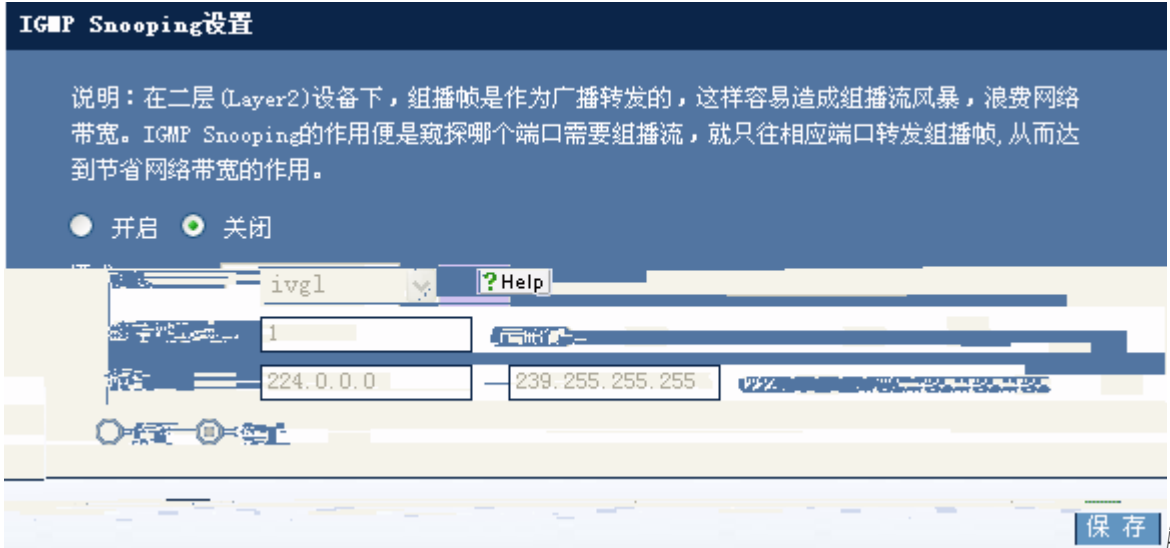 IGMP Snooping设置
说明：在二层(Layer2)设备下，组播帧是作为广播转发的，这样容易造成组播流风暴，浪费网络
带宽。IGMP Snooping的作用便是窥探哪个端口需要组播流，就只往相应端口转发组播帧,从而达
到节省网络带宽的作用。
开启 关闭
ivgl ?Help
1
224.0.0.0 — 239.255.255.255
保 存